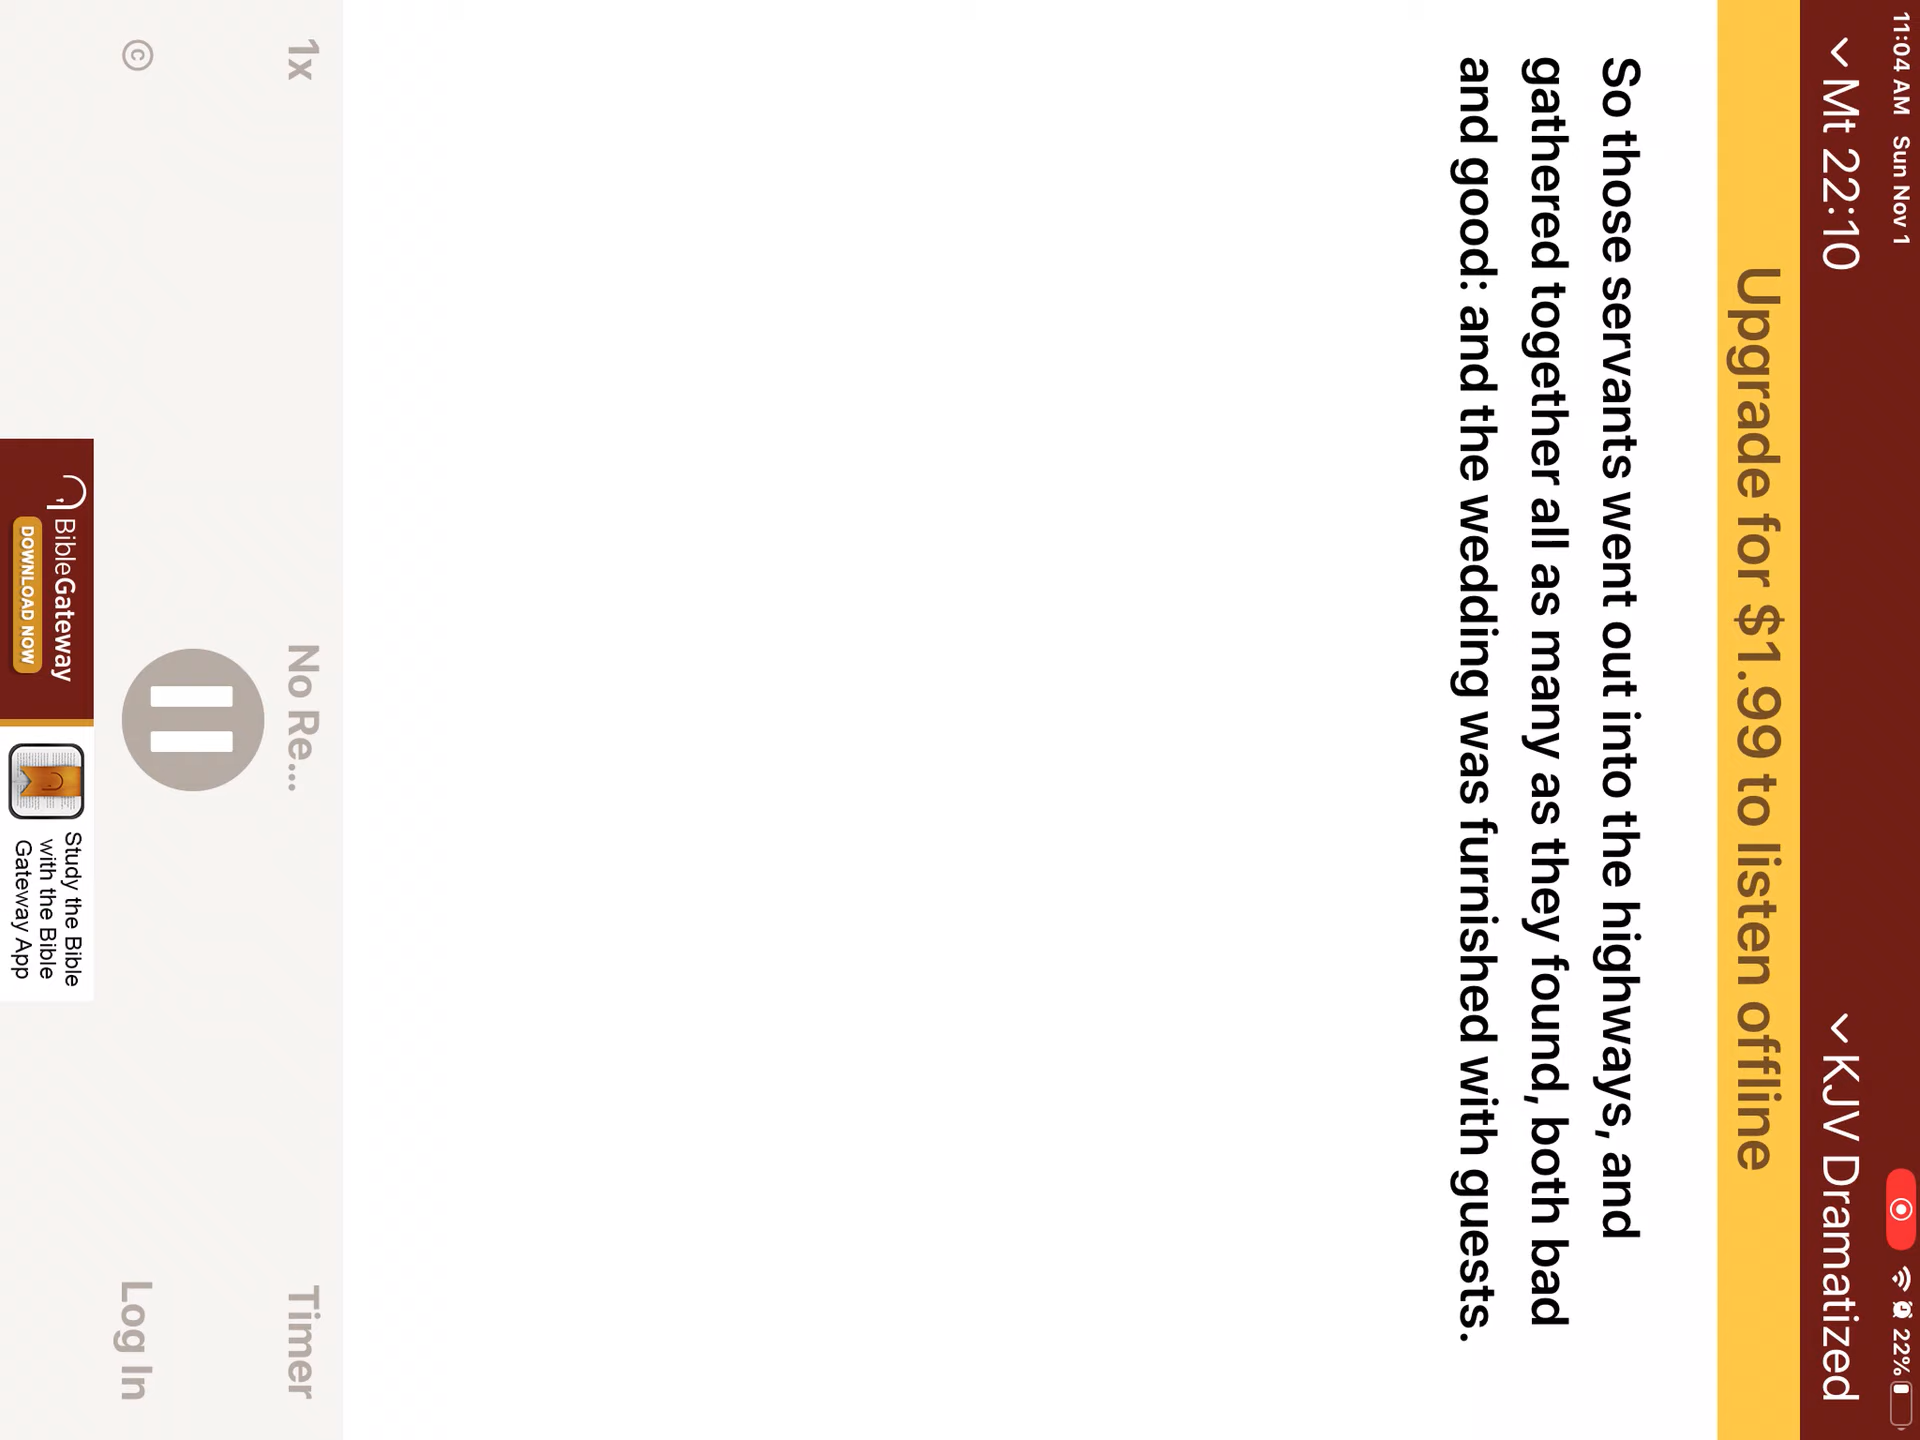 11:04 AM Sun Nov 1
22%
Mt 22:10
KJV Dramatized
Upgrade for $1.99 to listen offline
So those servants went out into the highways, and
gathered together all as many as they found, both bad
and good: and the wedding was furnished with guests.
1x
No Re...
Timer
©
Log In
BibleGateway
DOWNLOAD NOW
Study the Bible
with the Bible
Gateway App